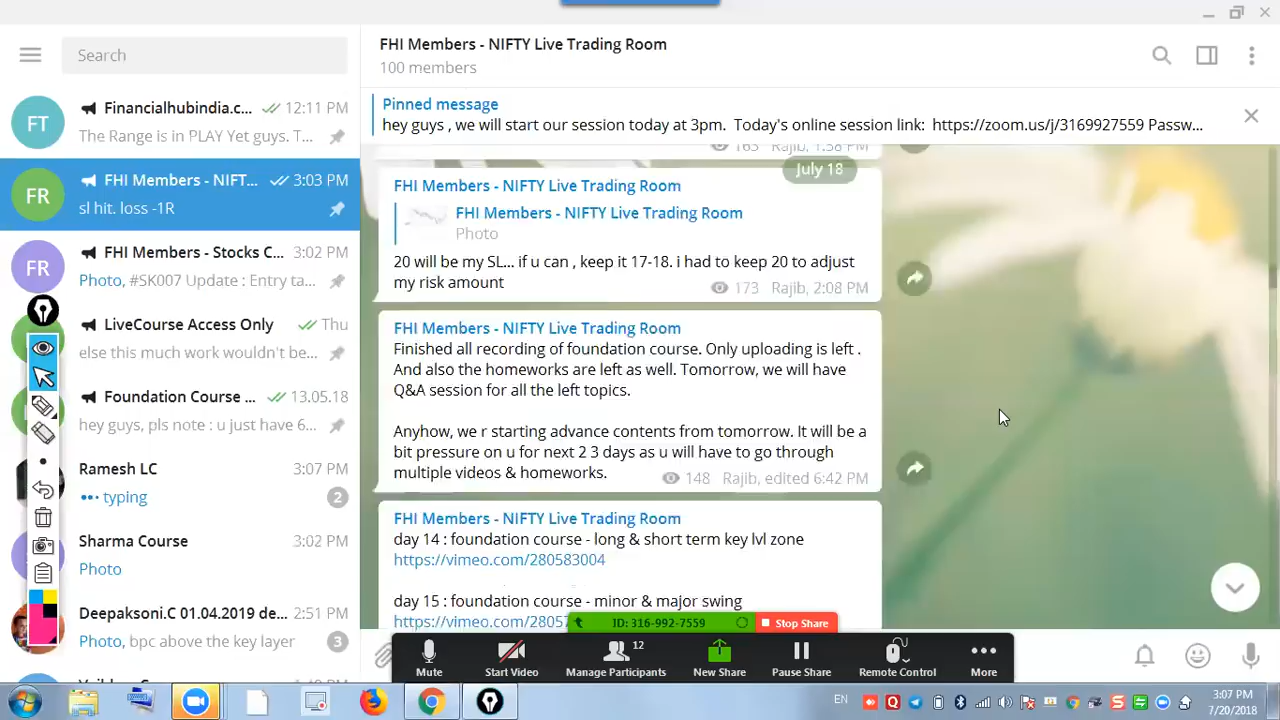 Search
FT
Financialhubindia.c... 12:11 PM
The Range is in PLAY Yet guys. T...
FR
FHI Members - NIFT... 3:03 PM
sl hit. loss -1R
FR
FHI Members - Stocks C... 3:02 PM
Photo, #SK007 Update : Entry ta...
LiveCourse Access Only Thu
else this much work wouldn't be...
Foundation Course ... 13.05.18
hey guys, pls note : u just have 6...
Ramesh LC 3:07 PM
typing 2
Sharma Course 3:02 PM
Photo
Deepaksoni.C 01.04.2019 de... 2:51 PM
Photo, bpc above the key layer 3
FHI Members - NIFTY Live Trading Room
100 members
Pinned message
hey guys , we will start our session today at 3pm. Today's online session link: https://zoom.us/j/3169927559 Passw...
163 Rajib, 1:58 PM
July 18
FHI Members - NIFTY Live Trading Room
FHI Members - NIFTY Live Trading Room
Photo
20 will be my SL... if u can , keep it 17-18. i had to keep 20 to adjust
my risk amount
173 Rajib, 2:08 PM
FHI Members - NIFTY Live Trading Room
Finished all recording of foundation course. Only uploading is left .
And also the homeworks are left as well. Tomorrow, we will have
Q&A session for all the left topics.
Anyhow, we r starting advance contents from tomorrow. It will be a
bit pressure on u for next 2 3 days as u will have to go through
multiple videos & homeworks.
148 Rajib, edited 6:42 PM
FHI Members - NIFTY Live Trading Room
day 14 : foundation course - long & short term key lvl zone
https://vimeo.com/280583004
day 15 : foundation course - minor & major swing
https://vimeo.com/2805
ID: 316-992-7559 Stop Share
12
Mute Start Video Manage Participants New Share Pause Share Remote Control More
EN
3:07 PM
7/20/2018